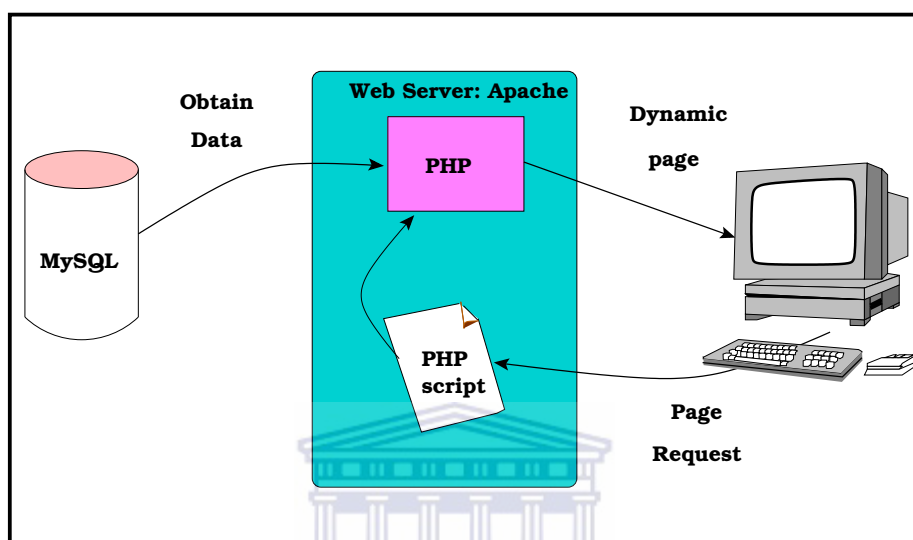 Web Server: Apache
Obtain
Data
PHP
Dynamic
page
MySQL
PHP
script
Page
Request